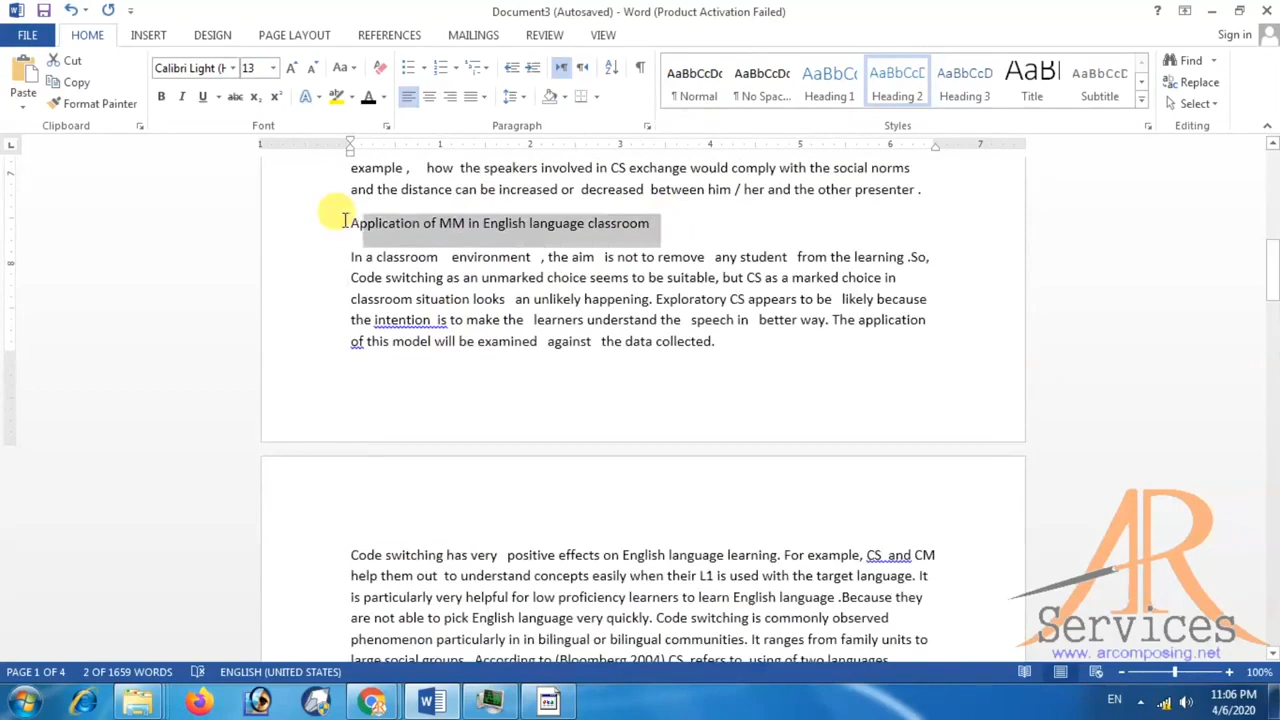 Document3 (Autosaved) - Word (Product Activation Failed)
FILE HOME INSERT DESIGN PAGE LAYOUT REFERENCES MAILINGS REVIEW VIEW Sign in
Paste
Cut
Copy
Format Painter
Clipboard
Calibri Light (H 13
Font
Paragraph
AaBbCcDc AaBbCcDc AaBbCc AaBbCcD AaBbCcD AaBl AaBbCcD
¶ Normal ¶ No Spac... Heading 1 Heading 2 Heading 3 Title Subtitle
Styles
Find
Replace
Select
Editing
1 1 2 3 4 5 6 7
example , how the speakers involved in CS exchange would comply with the social norms
and the distance can be increased or decreased between him / her and the other presenter .
Application of MM in English language classroom
In a classroom environment , the aim is not to remove any student from the learning .So,
Code switching as an unmarked choice seems to be suitable, but CS as a marked choice in
classroom situation looks an unlikely happening. Exploratory CS appears to be likely because
the intention is to make the learners understand the speech in better way. The application
of this model will be examined against the data collected.
Code switching has very positive effects on English language learning. For example, CS and CM
help them out to understand concepts easily when their L1 is used with the target language. It
is particularly very helpful for low proficiency learners to learn English language .Because they
are not able to pick English language very quickly. Code switching is commonly observed
phenomenon particularly in in bilingual or bilingual communities. It ranges from family units to
large social groups. According to (Bloomberg 2004) CS refers to using of two languages
AR
Services
www.arcomposing.net
PAGE 1 OF 4 2 OF 1659 WORDS ENGLISH (UNITED STATES) 100%
EN 11:06 PM
4/6/2020